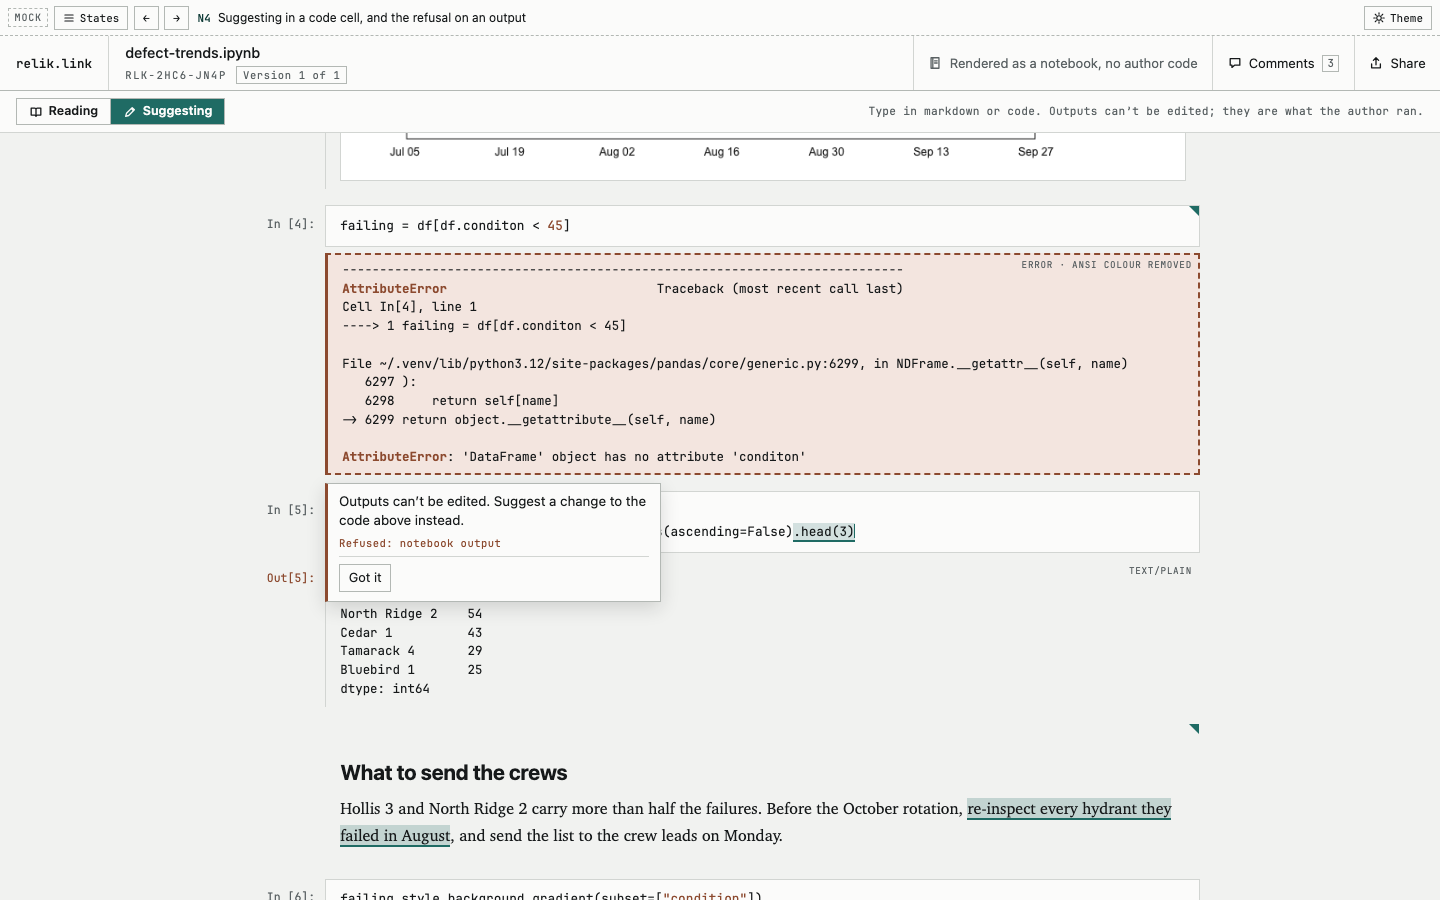 MOCK States ← → N4 Suggesting in a code cell, and the refusal on an output Theme
relik.link
defect-trends.ipynb
RLK-2HC6-JN4P Version 1 of 1
Rendered as a notebook, no author code Comments 3 Share
Reading Suggesting Type in markdown or code. Outputs can’t be edited; they are what the author ran.
Jul 05 Jul 19 Aug 02 Aug 16 Aug 30 Sep 13 Sep 27
In [4]: failing = df[df.conditon < 45]
ERROR · ANSI COLOUR REMOVED
---------------------------------------------------------------------------
AttributeError Traceback (most recent call last)
Cell In[4], line 1
----> 1 failing = df[df.conditon < 45]
File ~/.venv/lib/python3.12/site-packages/pandas/core/generic.py:6299, in NDFrame.__getattr__(self, name)
6297 ):
6298 return self[name]
-> 6299 return object.__getattribute__(self, name)
AttributeError: 'DataFrame' object has no attribute 'conditon'
In [5]:
(ascending=False).head(3)
Outputs can’t be edited. Suggest a change to the
code above instead.
Refused: notebook output
Got it
Out[5]: TEXT/PLAIN
North Ridge 2 54
Cedar 1 43
Tamarack 4 29
Bluebird 1 25
dtype: int64
What to send the crews
Hollis 3 and North Ridge 2 carry more than half the failures. Before the October rotation, re-inspect every hydrant they
failed in August, and send the list to the crew leads on Monday.
In [6]: failing.style.background_gradient(subset=["condition"])